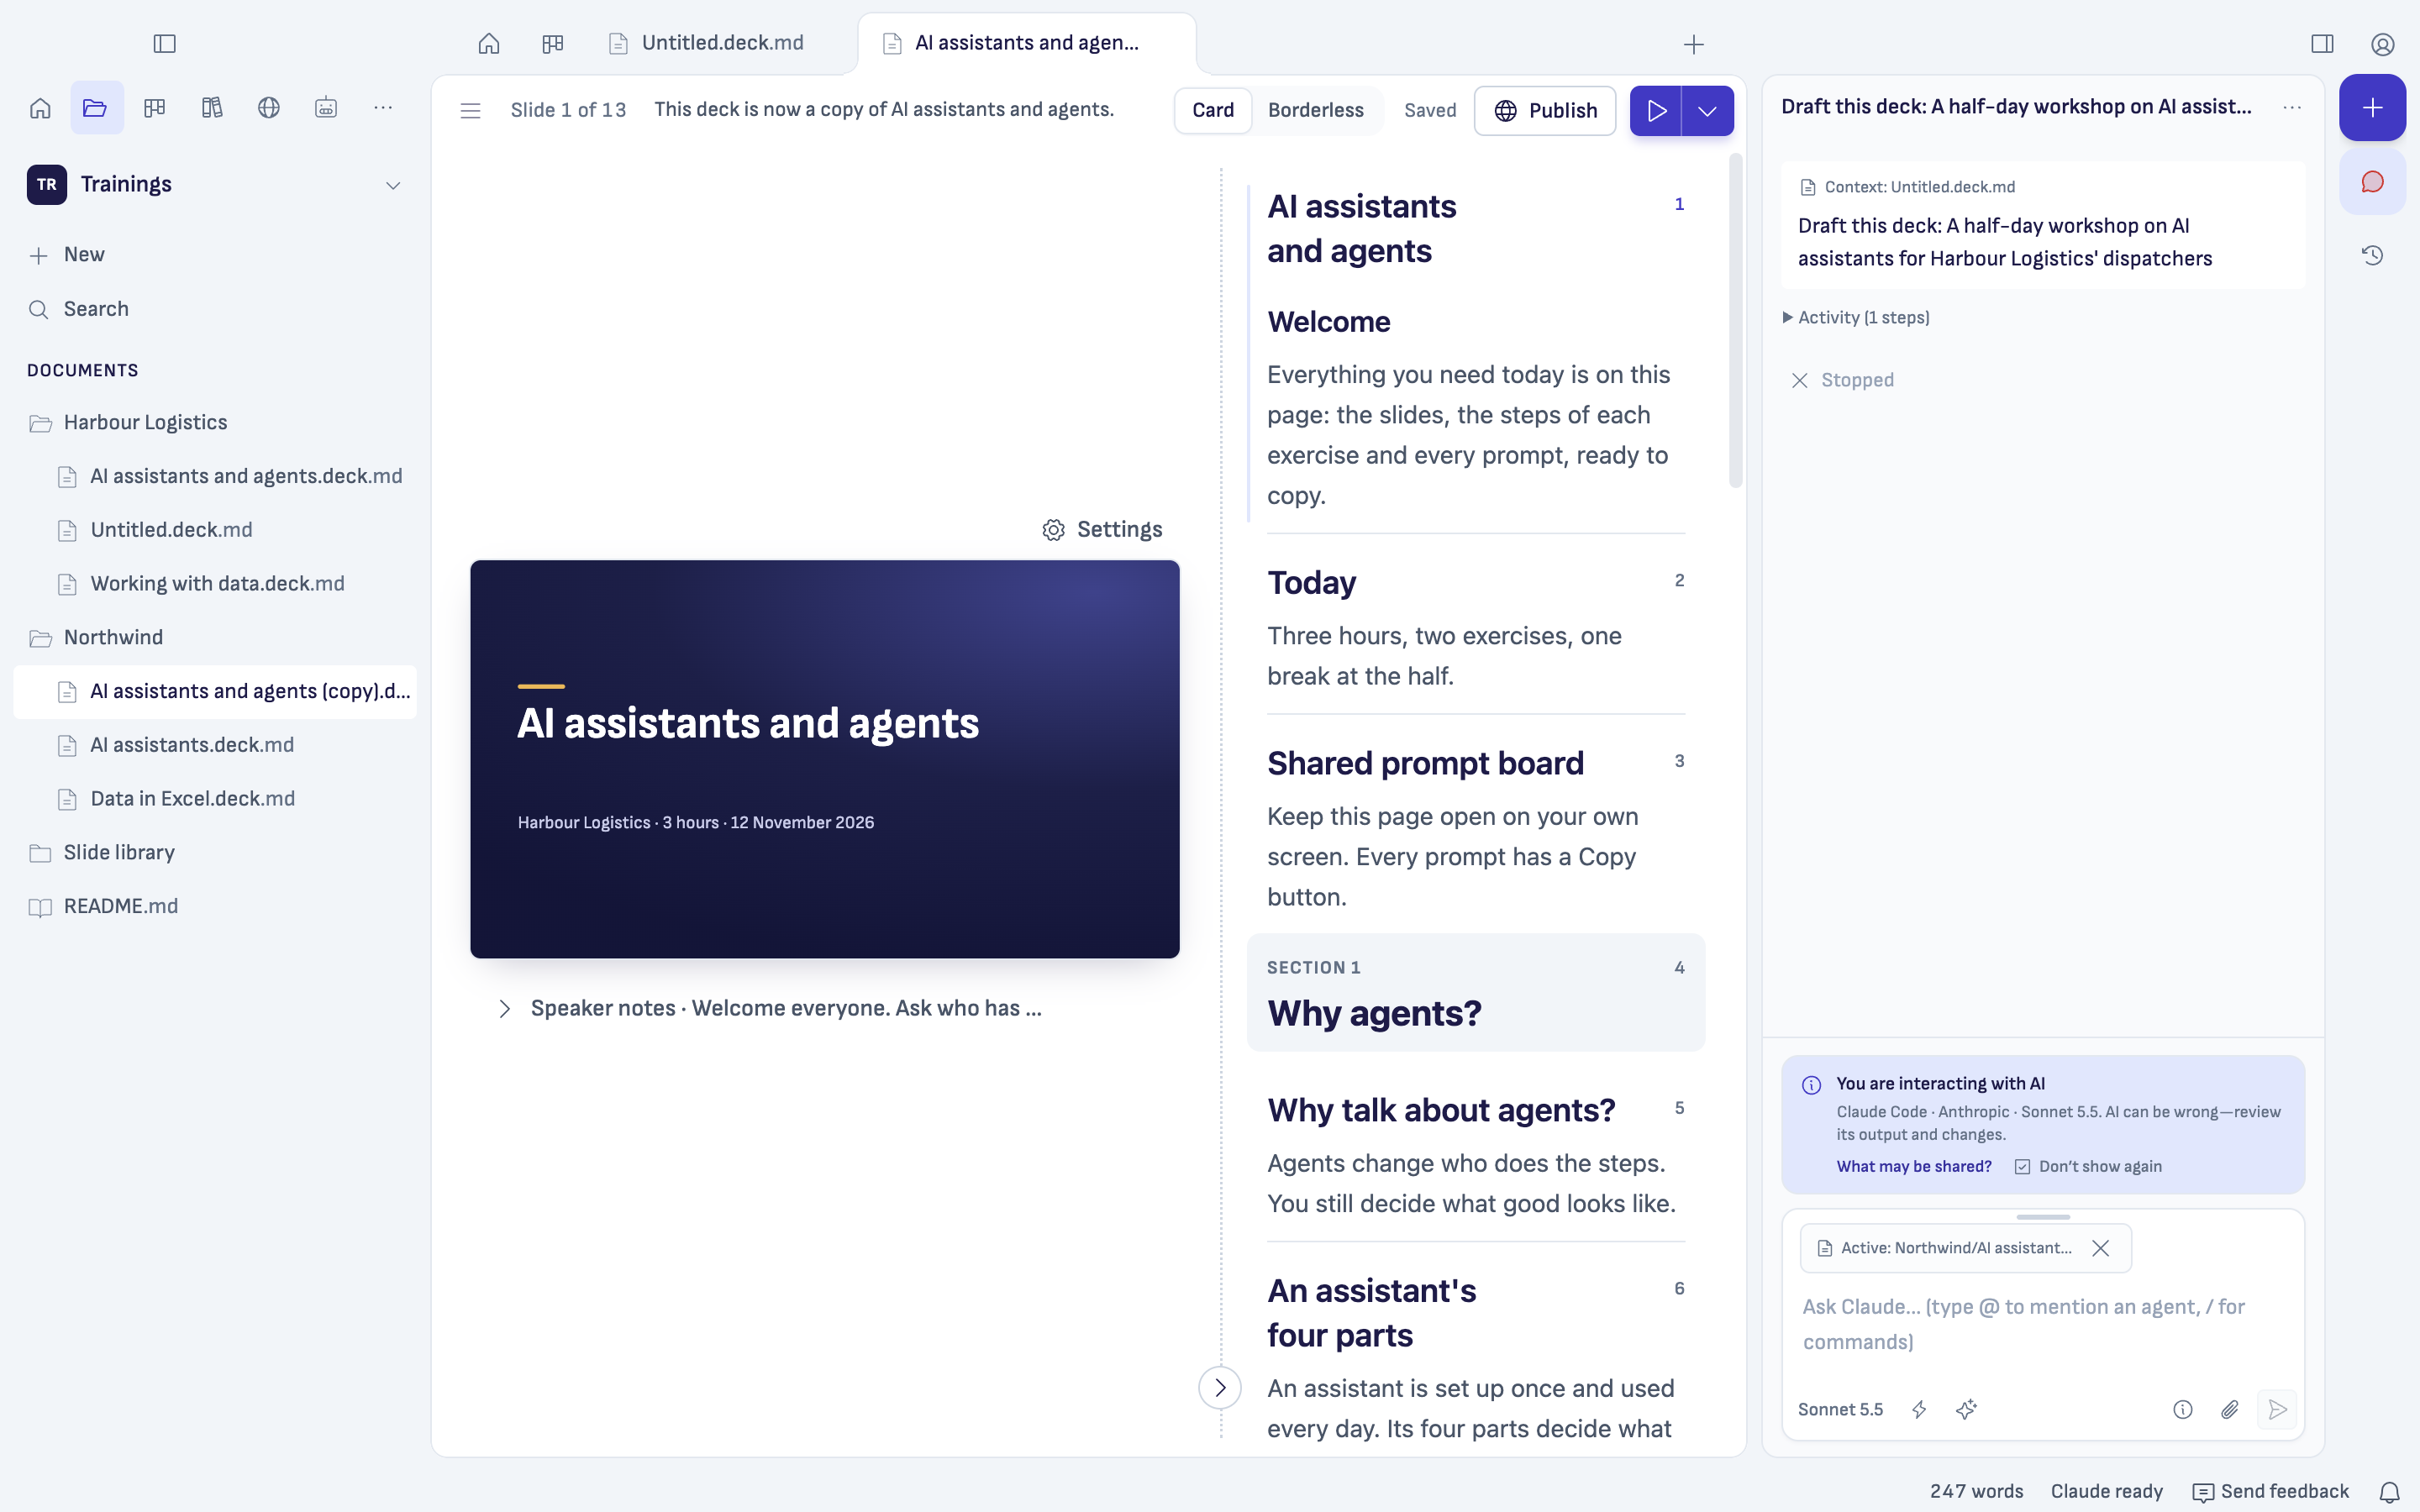 Untitled.deck.md
AI assistants and agen...
TR
Trainings
New
Search
DOCUMENTS
Harbour Logistics
AI assistants and agents.deck.md
Untitled.deck.md
Working with data.deck.md
Northwind
AI assistants and agents (copy).d...
AI assistants.deck.md
Data in Excel.deck.md
Slide library
README.md
Slide 1 of 13
This deck is now a copy of AI assistants and agents.
Card
Borderless
Saved
Publish
Settings
AI assistants and agents
Harbour Logistics · 3 hours · 12 November 2026
Speaker notes · Welcome everyone. Ask who has ...
AI assistants
and agents
1
Welcome
Everything you need today is on this
page: the slides, the steps of each
exercise and every prompt, ready to
copy.
Today
2
Three hours, two exercises, one
break at the half.
Shared prompt board
3
Keep this page open on your own
screen. Every prompt has a Copy
button.
SECTION 1
4
Why agents?
Why talk about agents?
5
Agents change who does the steps.
You still decide what good looks like.
An assistant's
four parts
6
An assistant is set up once and used
every day. Its four parts decide what
Draft this deck: A half-day workshop on AI assist...
Context: Untitled.deck.md
Draft this deck: A half-day workshop on AI
assistants for Harbour Logistics' dispatchers
Activity (1 steps)
Stopped
You are interacting with AI
Claude Code · Anthropic · Sonnet 5.5. AI can be wrong—review
its output and changes.
What may be shared?
Don't show again
Active: Northwind/AI assistant...
Ask Claude... (type @ to mention an agent, / for
commands)
Sonnet 5.5
247 words
Claude ready
Send feedback